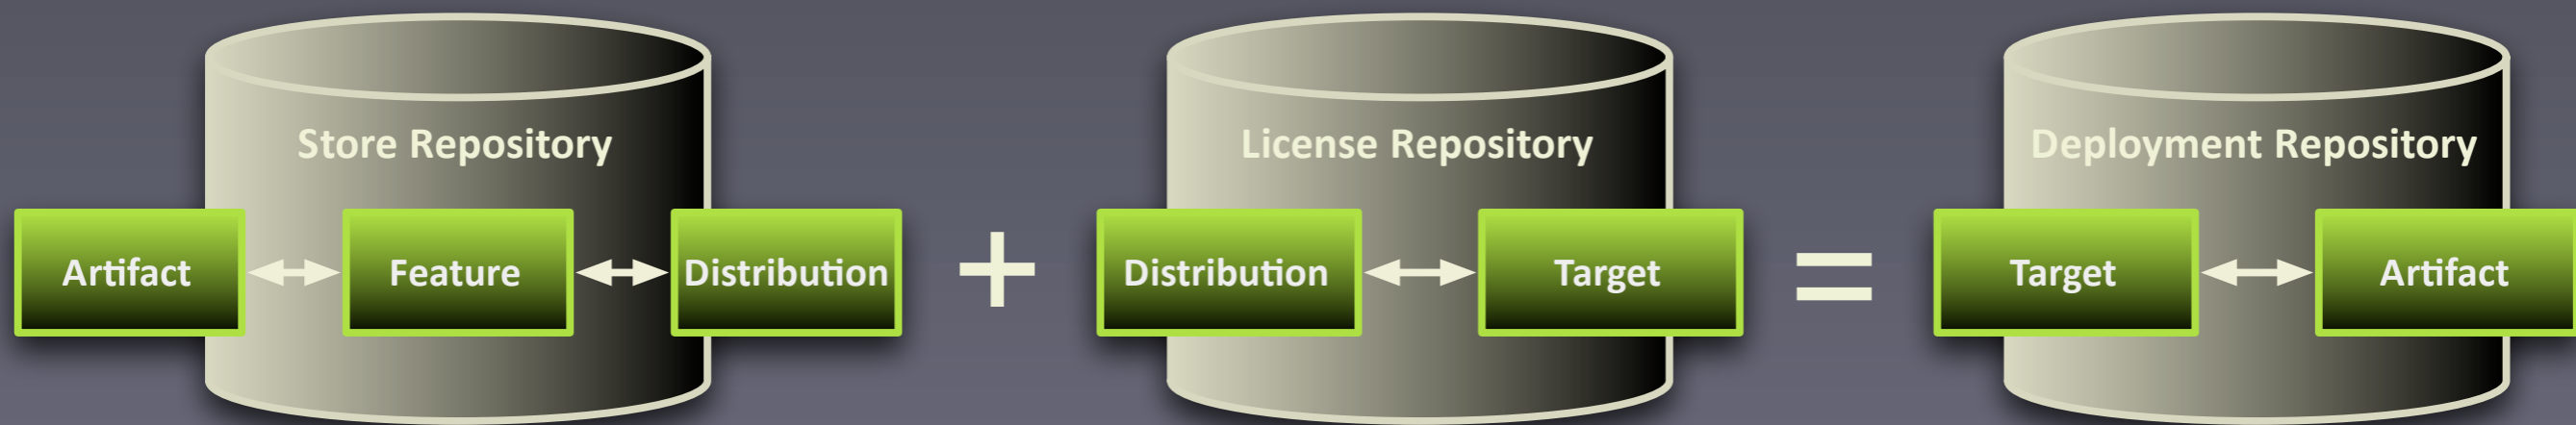 Store Repository
License Repository
Deployment Repository
Artifact
Feature
Distribution
+
Distribution
Target
=
Target
Artifact